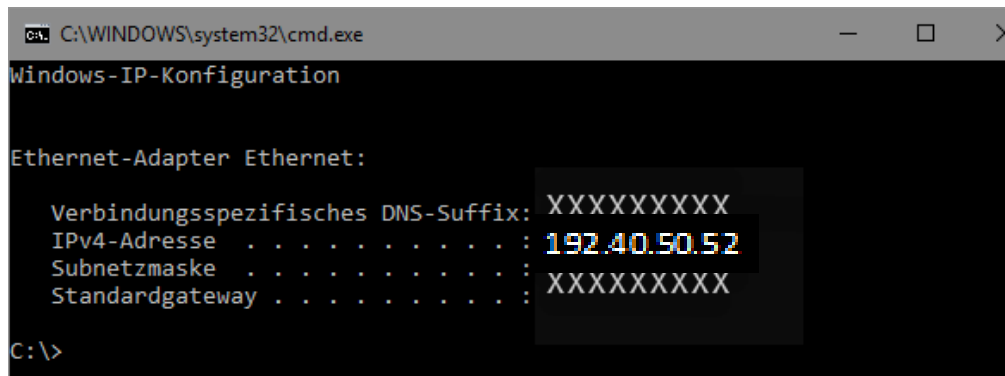 C:\WINDOWS\system32\cmd.exe
Windows-IP-Konfiguration
Ethernet-Adapter Ethernet:
Verbindungsspezifisches DNS-Suffix: XXXXXXXXX
IPv4-Adresse . . . . . . . . . . . : 192.40.50.52
Subnetzmaske . . . . . . . . . . . :
Standardgateway . . . . . . . . . . : XXXXXXXXX
C:\>